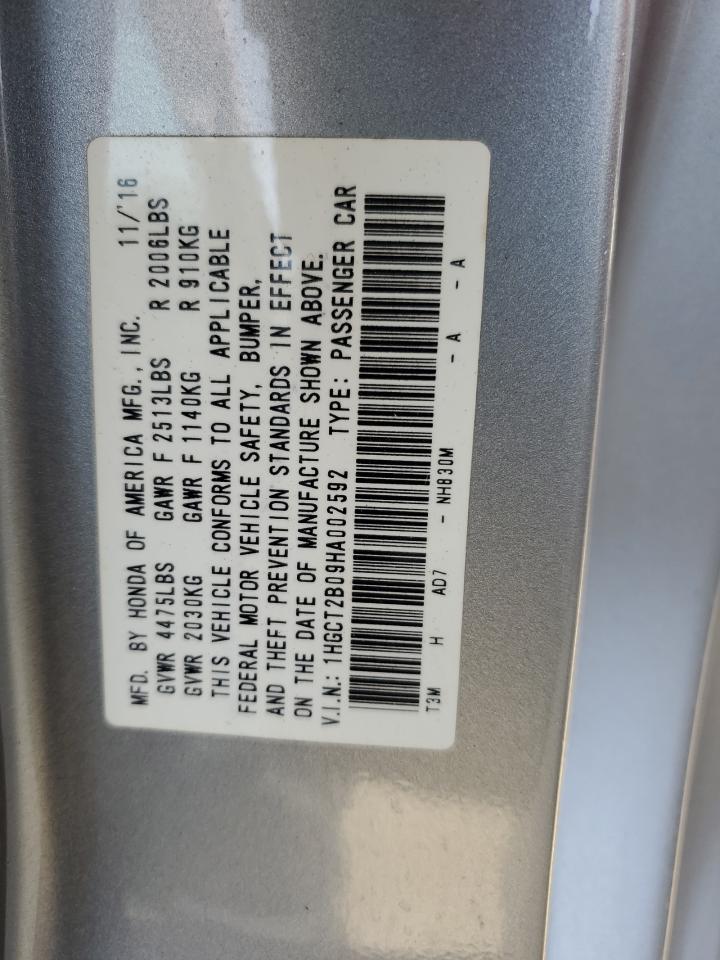 MFD. BY HONDA OF AMERICA MFG., INC. 11/'16
GVWR 4475LBS GAWR F 2513LBS R 2006LBS
GVWR 2030KG GAWR F 1140KG R 910KG
THIS VEHICLE CONFORMS TO ALL APPLICABLE
FEDERAL MOTOR VEHICLE SAFETY, BUMPER,
AND THEFT PREVENTION STANDARDS IN EFFECT
ON THE DATE OF MANUFACTURE SHOWN ABOVE.
V.I.N.: 1HGCT2B09HA002592 TYPE: PASSENGER CAR
T3M H AD7 - NH830M - A - A